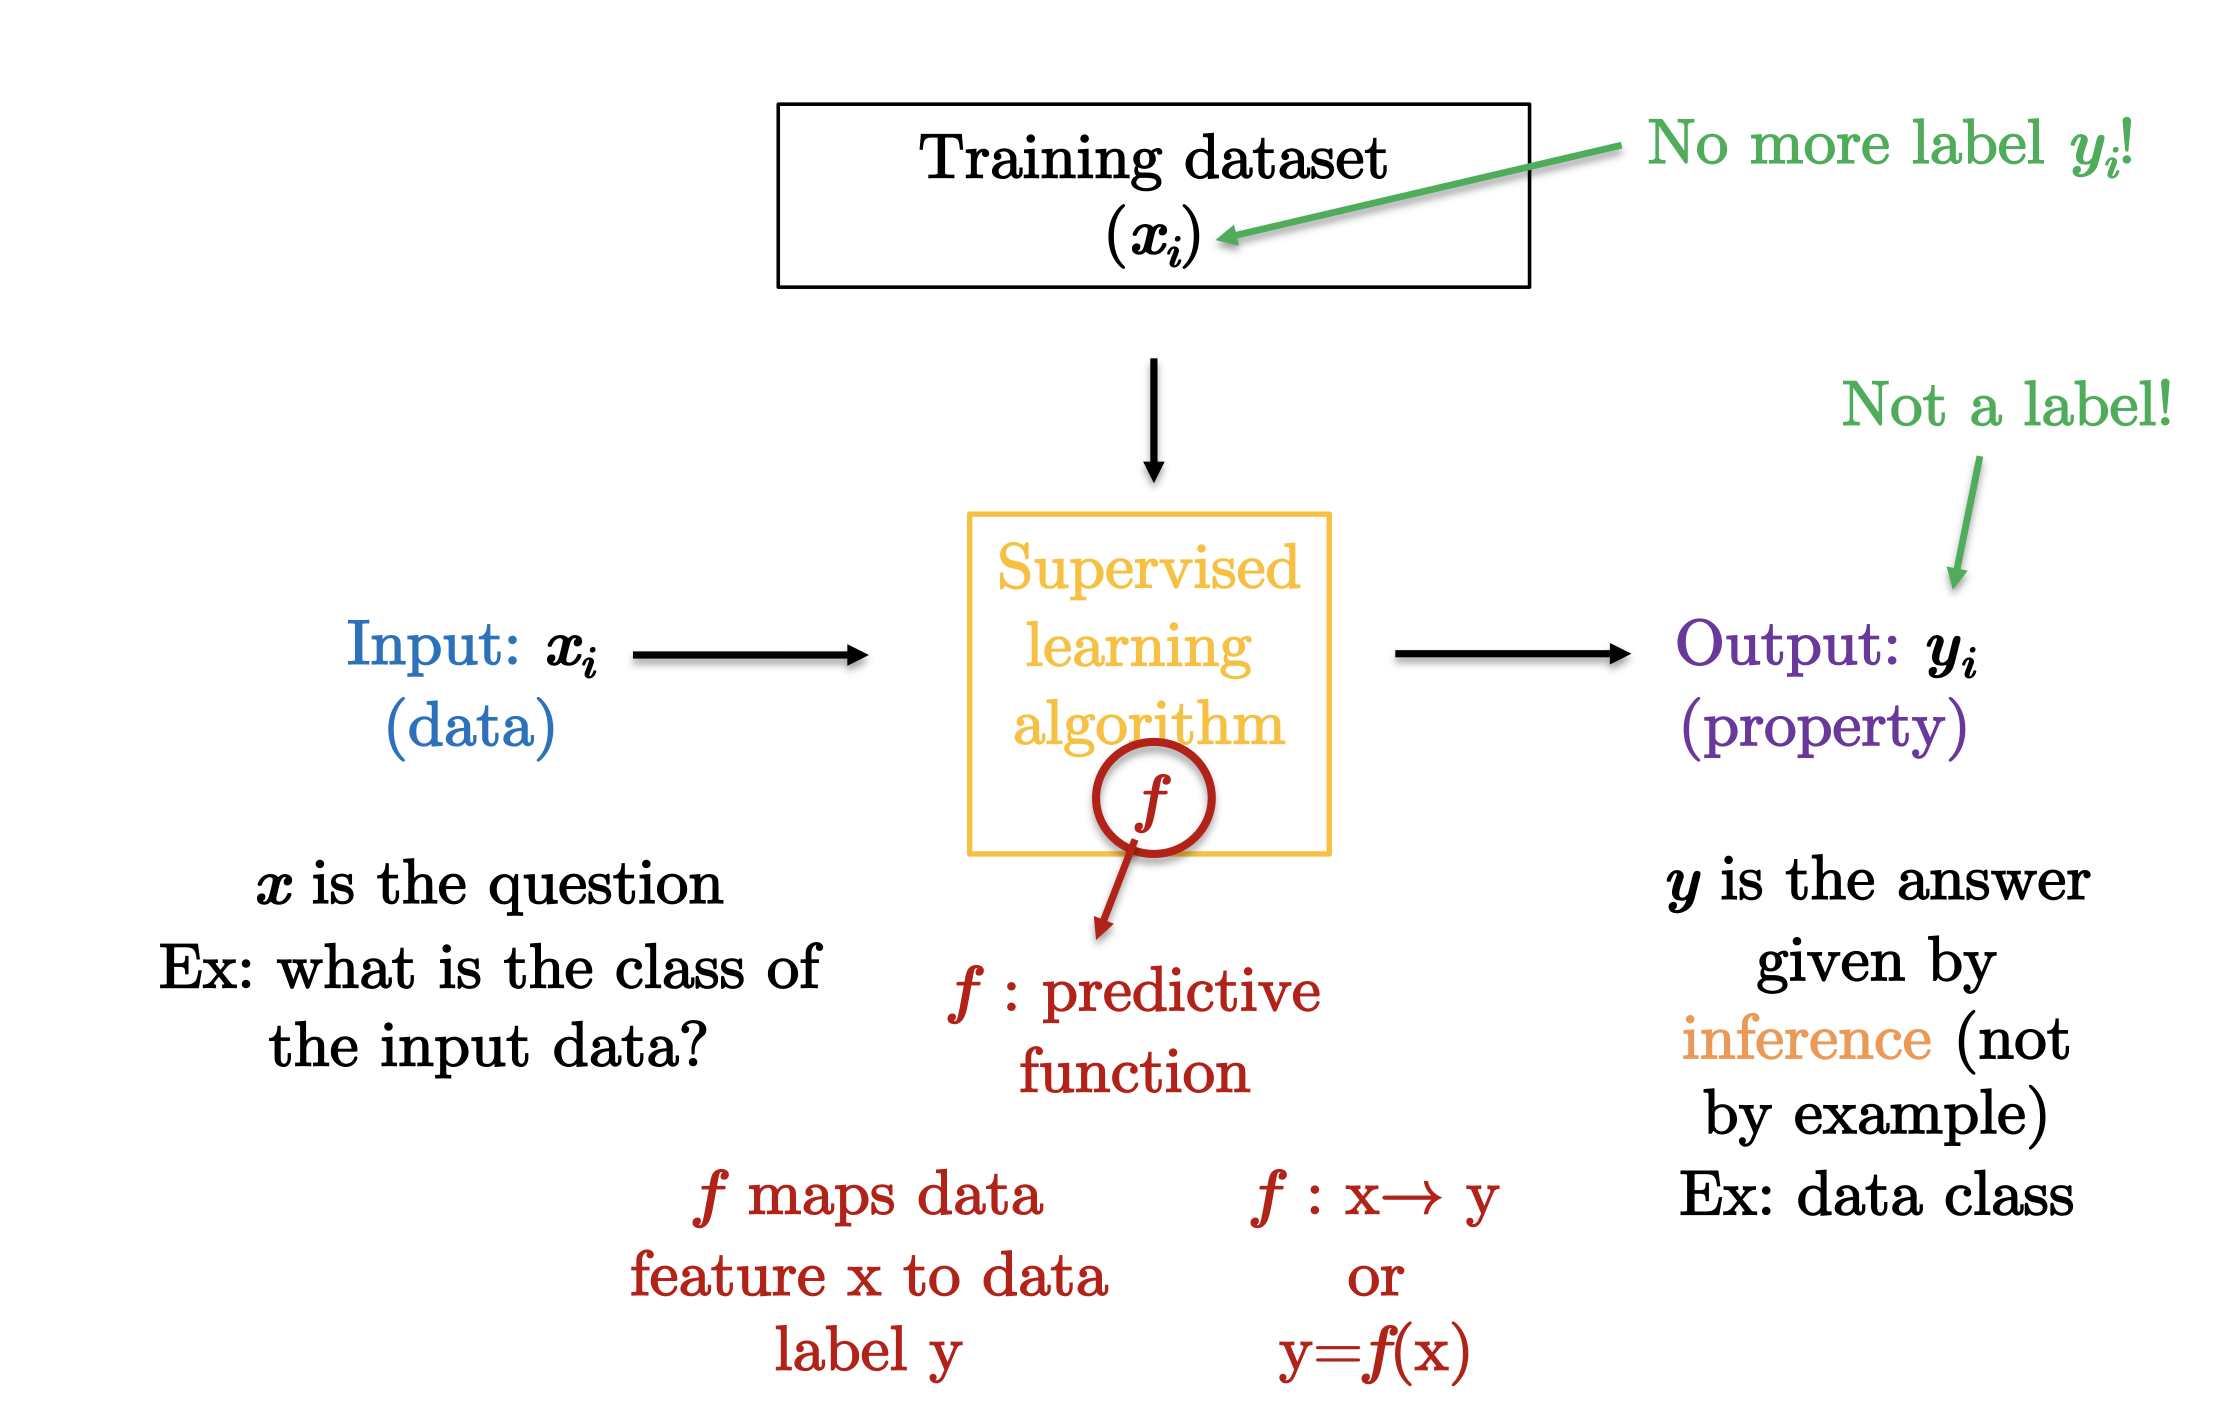 Training dataset
(xᵢ)
No more label yᵢ!
Not a label!
Supervised
learning
algorithm
f
Input: xᵢ
(data)
Output: yᵢ
(property)
x is the question
Ex: what is the class of
the input data?
f : predictive
function
y is the answer
given by
inference (not
by example)
Ex: data class
f maps data
feature x to data
label y
f : x→ y
or
y=f(x)